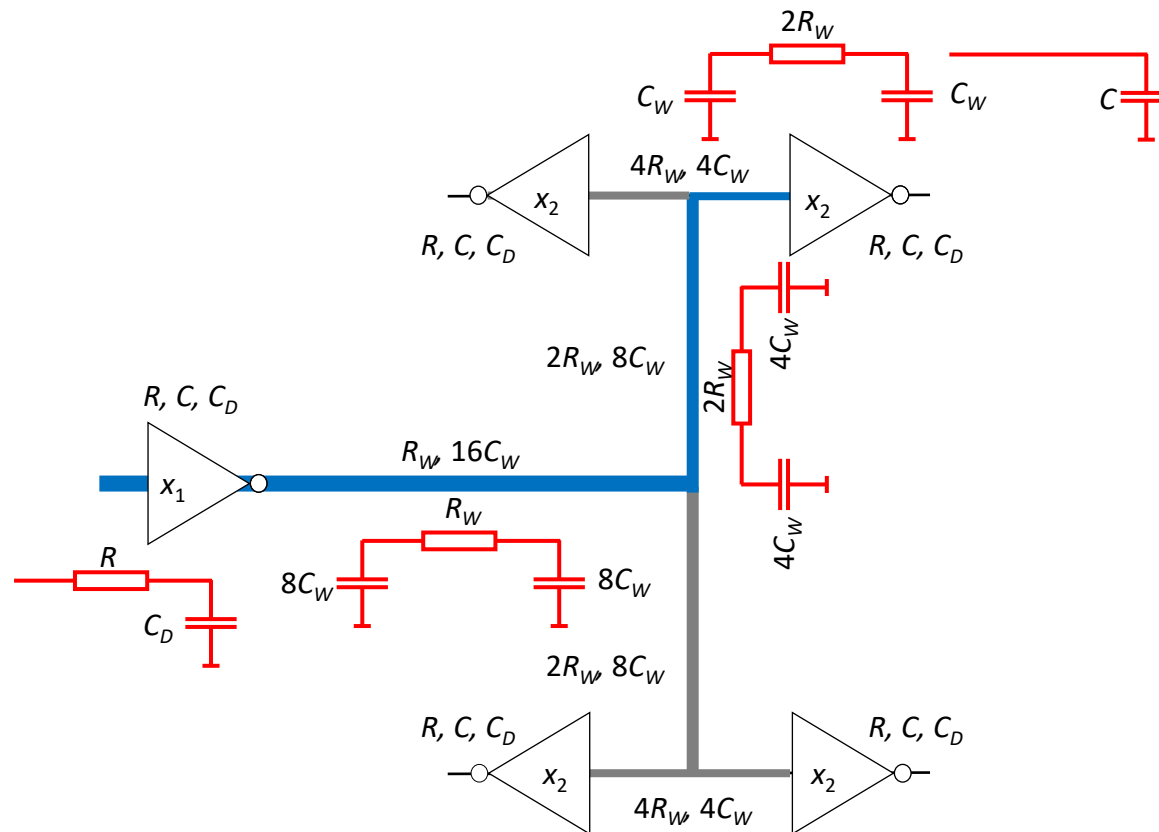 2R_W
C_W
C_W
C
4R_W, 4C_W
x_2
x_2
R, C, C_D
R, C, C_D
4C_W
2R_W, 8C_W
2R_W
R, C, C_D
R_W, 16C_W
x_1
4C_W
R_W
R
8C_W
8C_W
C_D
2R_W, 8C_W
R, C, C_D
R, C, C_D
x_2
x_2
4R_W, 4C_W